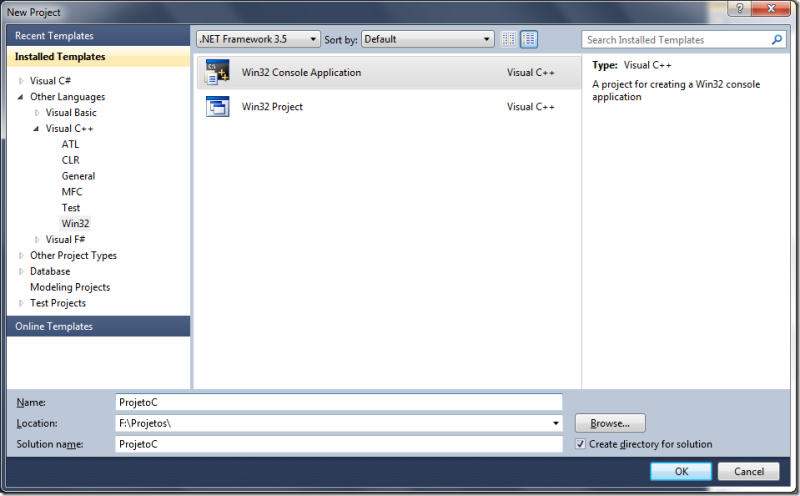 New Project
Recent Templates
.NET Framework 3.5 Sort by: Default Search Installed Templates
Installed Templates
Visual C#
Other Languages
Visual Basic
Visual C++
ATL
CLR
General
MFC
Test
Win32
Visual F#
Other Project Types
Database
Modeling Projects
Test Projects
Online Templates
Win32 Console Application Visual C++
Win32 Project Visual C++
Type: Visual C++
A project for creating a Win32 console
application
Name: ProjetoC
Location: F:\Projetos\ Browse...
Solution name: ProjetoC Create directory for solution
OK Cancel